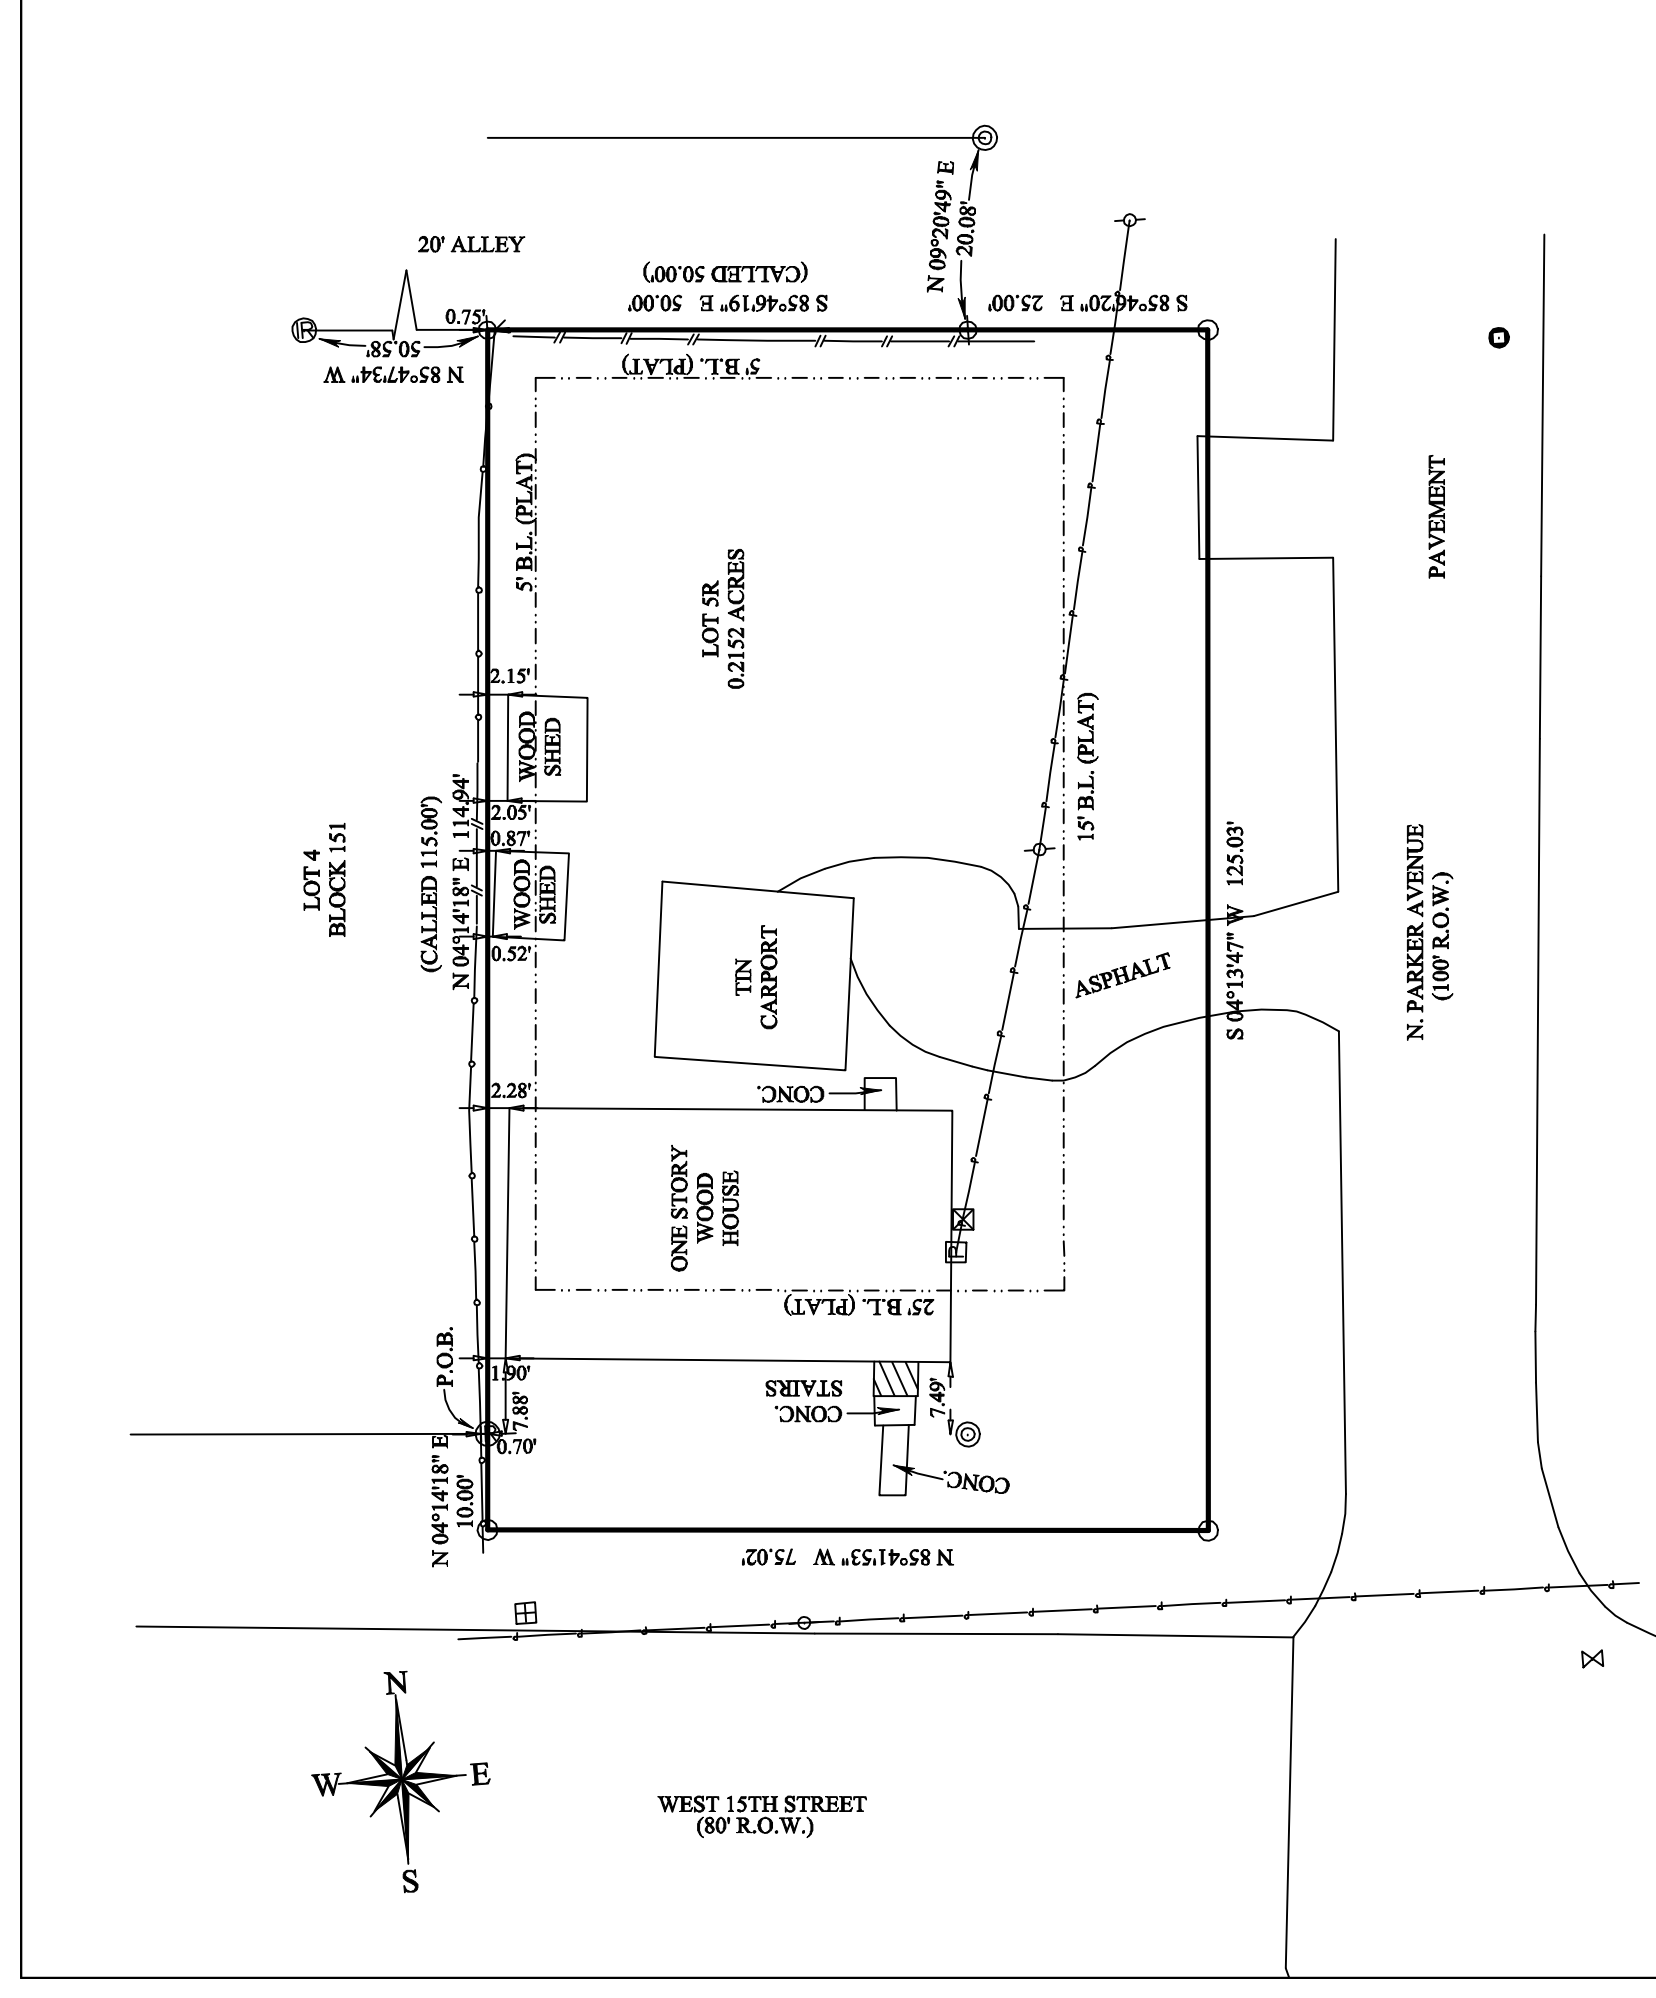 N 09°20'49" E
20.08'
20' ALLEY
(CALLED 50.00')
S 85°46'19" E 50.00'
S 85°46'20" E 25.00'
0.75'
IR
50.58'
N 85°47'34" W
5' B.L. (PLAT)
5' B.L. (PLAT)
PAVEMENT
LOT 5R
0.2152 ACRES
2.15'
WOOD
SHED
15' B.L. (PLAT)
2.05'
0.87'
LOT 4
BLOCK 151
(CALLED 115.00')
N 04°14'18" E 114.94'
WOOD
SHED
0.52'
S 04°13'47" W 125.03'
N. PARKER AVENUE
(100' R.O.W.)
TIN
CARPORT
ASPHALT
2.28'
CONC.
ONE STORY
WOOD
HOUSE
25' B.L. (PLAT)
P.O.B.
1.90'
7.88'
STAIRS
CONC.
7.49'
0.70'
N 04°14'18" E
10.00'
CONC.
N 85°41'53" W 75.02'
N
W
E
S
WEST 15TH STREET
(80' R.O.W.)